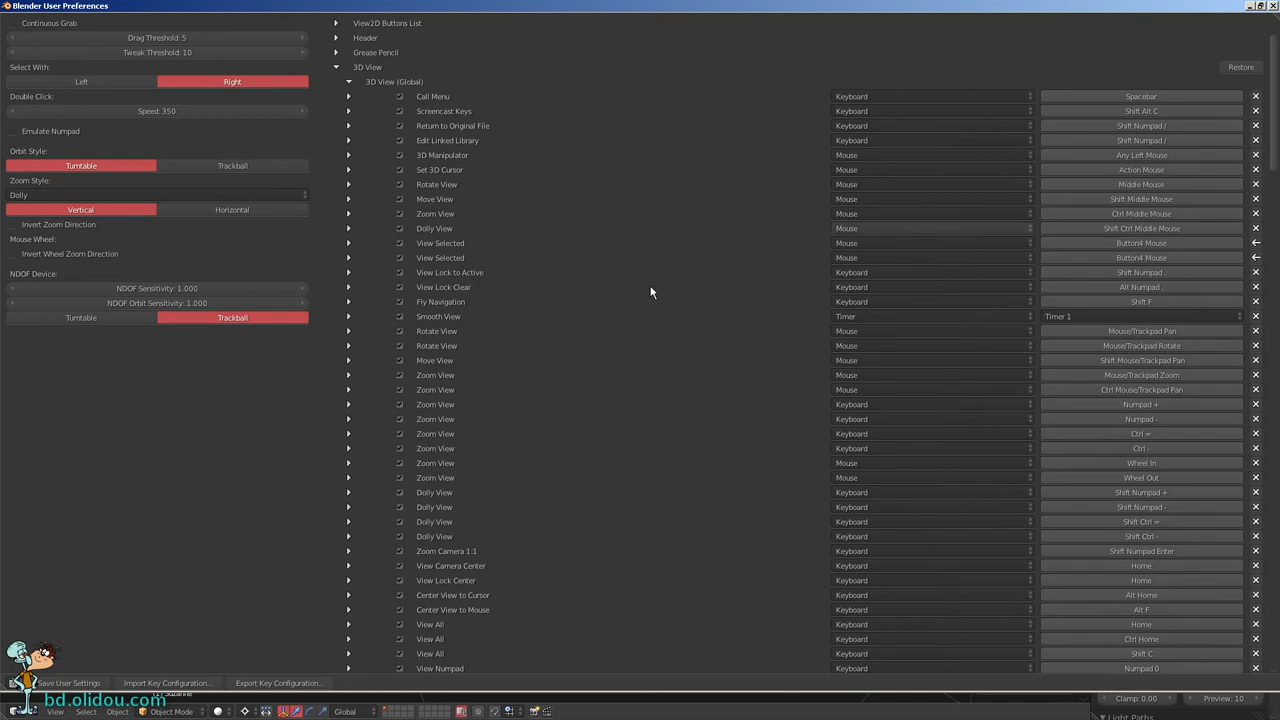 Blender User Preferences
Continuous Grab
Drag Threshold: 5
Tweak Threshold: 10
Select With:
Left Right
Double Click:
Speed: 350
Emulate Numpad
Orbit Style:
Turntable Trackball
Zoom Style:
Dolly
Vertical Horizontal
Invert Zoom Direction
Mouse Wheel:
Invert Wheel Zoom Direction
NDOF Device:
NDOF Sensitivity: 1.000
NDOF Orbit Sensitivity: 1.000
Turntable Trackball
View2D Buttons List
Header
Grease Pencil
3D View Restore
3D View (Global)
Call Menu Keyboard Spacebar
Screencast Keys Keyboard Shift Alt C
Return to Original File Keyboard Shift Numpad /
Edit Linked Library Keyboard Shift Numpad /
3D Manipulator Mouse Any Left Mouse
Set 3D Cursor Mouse Action Mouse
Rotate View Mouse Middle Mouse
Move View Mouse Shift Middle Mouse
Zoom View Mouse Ctrl Middle Mouse
Dolly View Mouse Shift Ctrl Middle Mouse
View Selected Mouse Button4 Mouse
View Selected Mouse Button4 Mouse
View Lock to Active Keyboard Shift Numpad .
View Lock Clear Keyboard Alt Numpad .
Fly Navigation Keyboard Shift F
Smooth View Timer Timer 1
Rotate View Mouse Mouse/Trackpad Pan
Rotate View Mouse Mouse/Trackpad Rotate
Move View Mouse Shift Mouse/Trackpad Pan
Zoom View Mouse Mouse/Trackpad Zoom
Zoom View Mouse Ctrl Mouse/Trackpad Pan
Zoom View Keyboard Numpad +
Zoom View Keyboard Numpad -
Zoom View Keyboard Ctrl =
Zoom View Keyboard Ctrl -
Zoom View Mouse Wheel In
Zoom View Mouse Wheel Out
Dolly View Keyboard Shift Numpad +
Dolly View Keyboard Shift Numpad -
Dolly View Keyboard Shift Ctrl =
Dolly View Keyboard Shift Ctrl -
Zoom Camera 1:1 Keyboard Shift Numpad Enter
View Camera Center Keyboard Home
View Lock Center Keyboard Home
Center View to Cursor Keyboard Alt Home
Center View to Mouse Keyboard Alt F
View All Keyboard Home
View All Keyboard Ctrl Home
View All Keyboard Shift C
View Numpad Keyboard Numpad 0
Save User Settings Import Key Configuration... Export Key Configuration...
bd.olidou.com
Clamp: 0.00 Preview: 10
View Select Object Object Mode Global
Light Paths